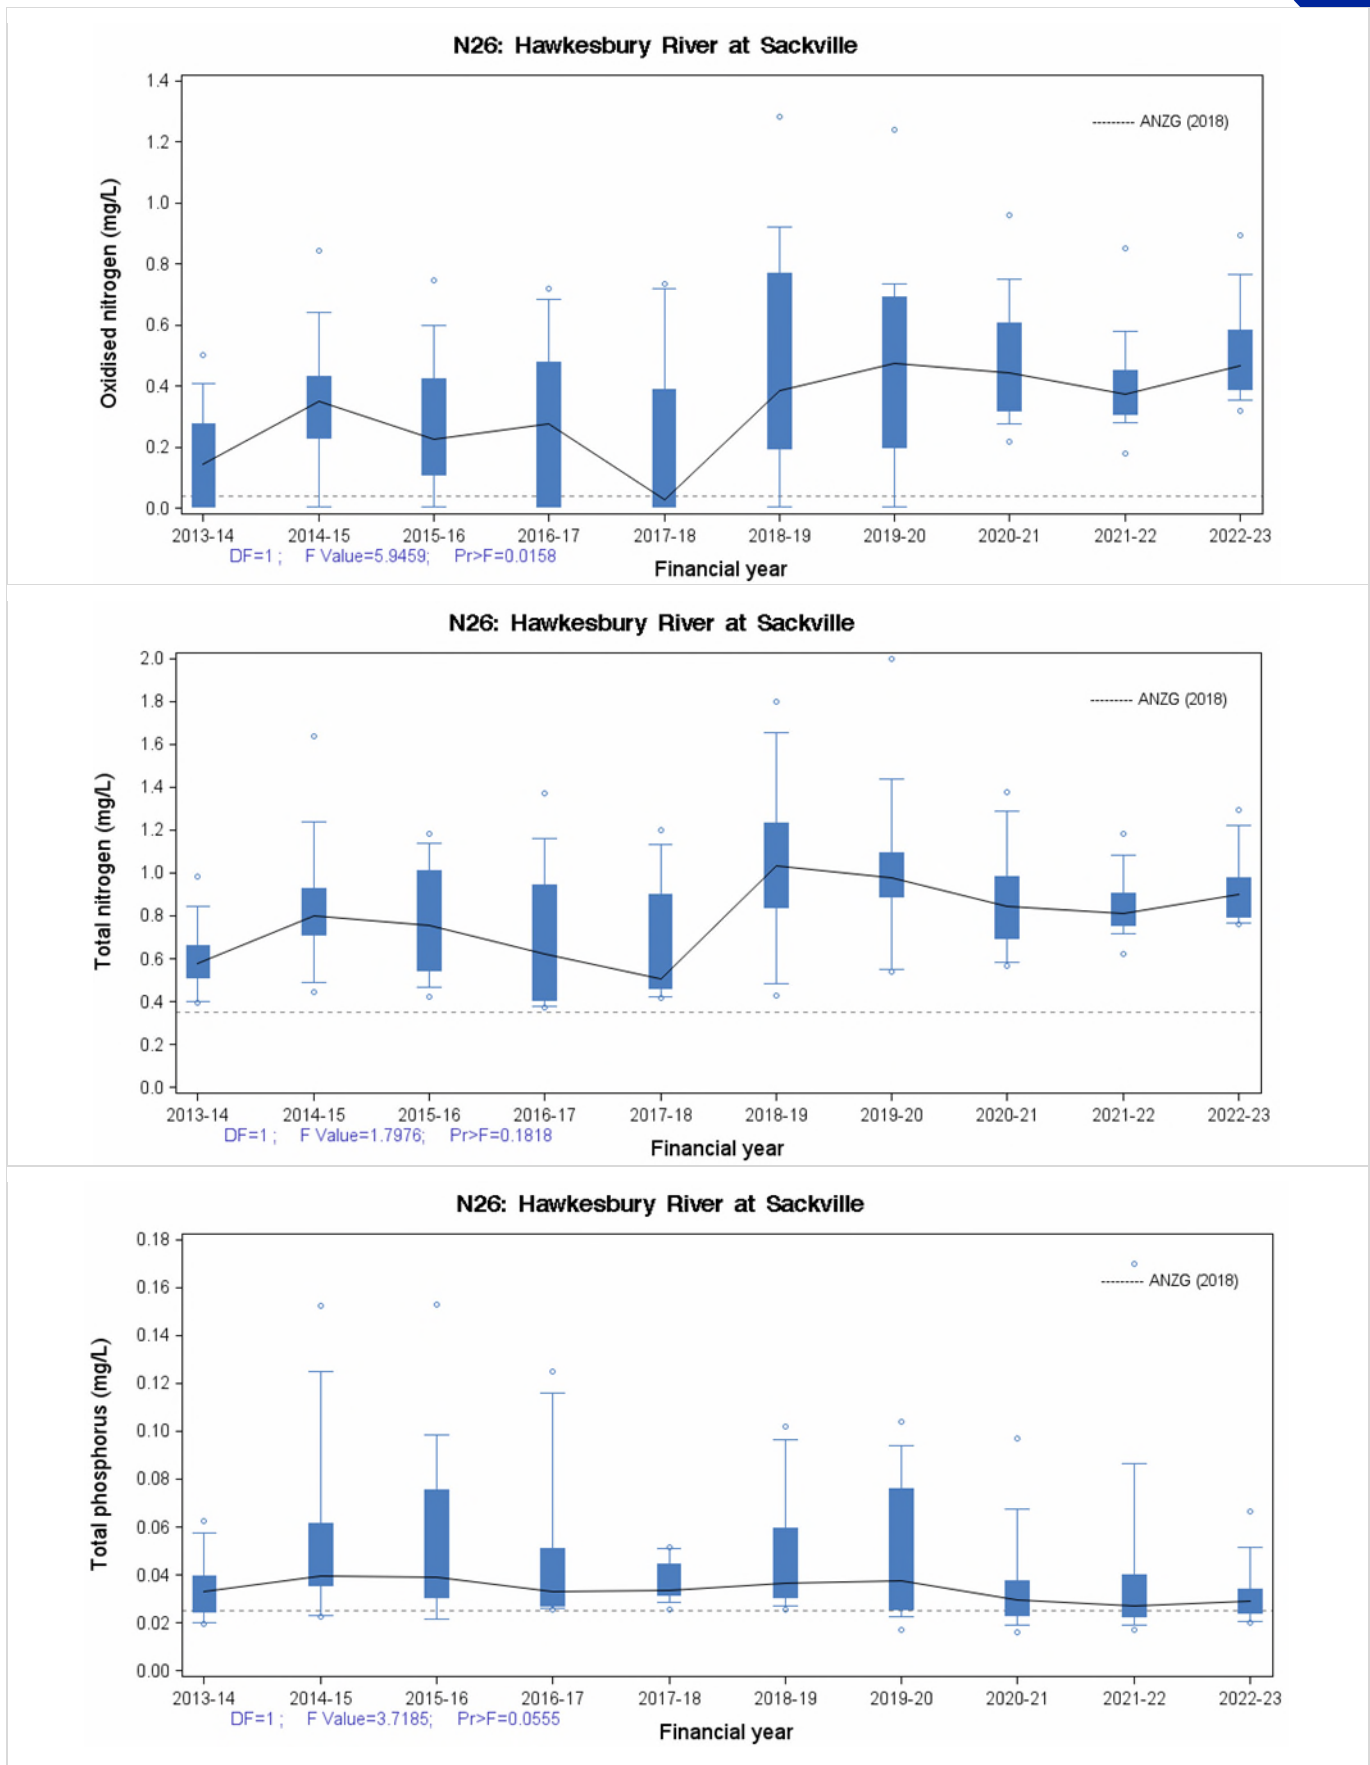 N26: Hawkesbury River at Sackville
1.4
1.2
1.0
0.8
0.6
0.4
0.2
0.0
Oxidised nitrogen (mg/L)
--------- ANZG (2018)
2013-14 2014-15 2015-16 2016-17 2017-18 2018-19 2019-20 2020-21 2021-22 2022-23
DF=1 ; F Value=5.9459; Pr>F=0.0158
Financial year
N26: Hawkesbury River at Sackville
2.0
1.8
1.6
1.4
1.2
1.0
0.8
0.6
0.4
0.2
0.0
Total nitrogen (mg/L)
--------- ANZG (2018)
2013-14 2014-15 2015-16 2016-17 2017-18 2018-19 2019-20 2020-21 2021-22 2022-23
DF=1 ; F Value=1.7976; Pr>F=0.1818
Financial year
N26: Hawkesbury River at Sackville
0.18
0.16
0.14
0.12
0.10
0.08
0.06
0.04
0.02
0.00
Total phosphorus (mg/L)
--------- ANZG (2018)
2013-14 2014-15 2015-16 2016-17 2017-18 2018-19 2019-20 2020-21 2021-22 2022-23
DF=1 ; F Value=3.7185; Pr>F=0.0555
Financial year